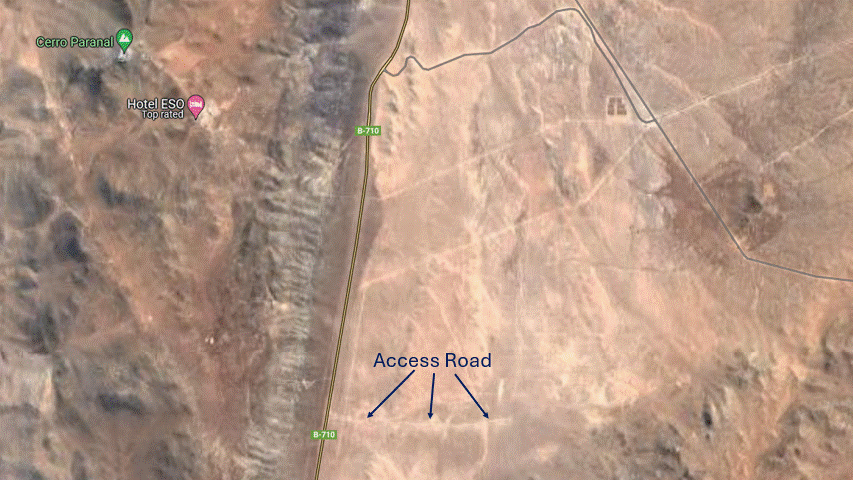 Cerro Paranal
Hotel ESO
Top rated
B-710
Access Road
B-710